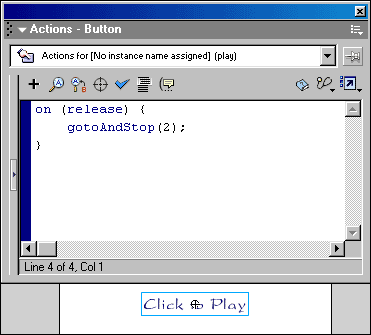 Actions - Button
Actions for [No instance name assigned] (play)
on (release) {
gotoAndStop(2);
}
Line 4 of 4, Col 1
Click to Play